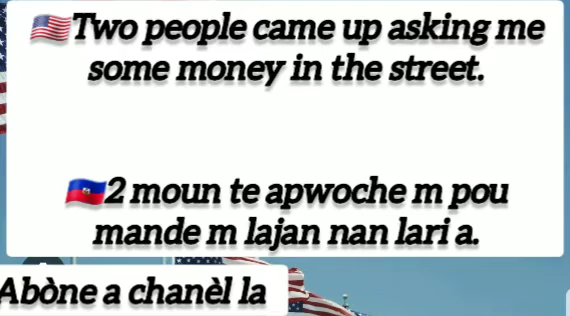 🇺🇸Two people came up asking me
some money in the street.
🇭🇹2 moun te apwoche m pou
mande m lajan nan lari a.
Abòne a chanèl la